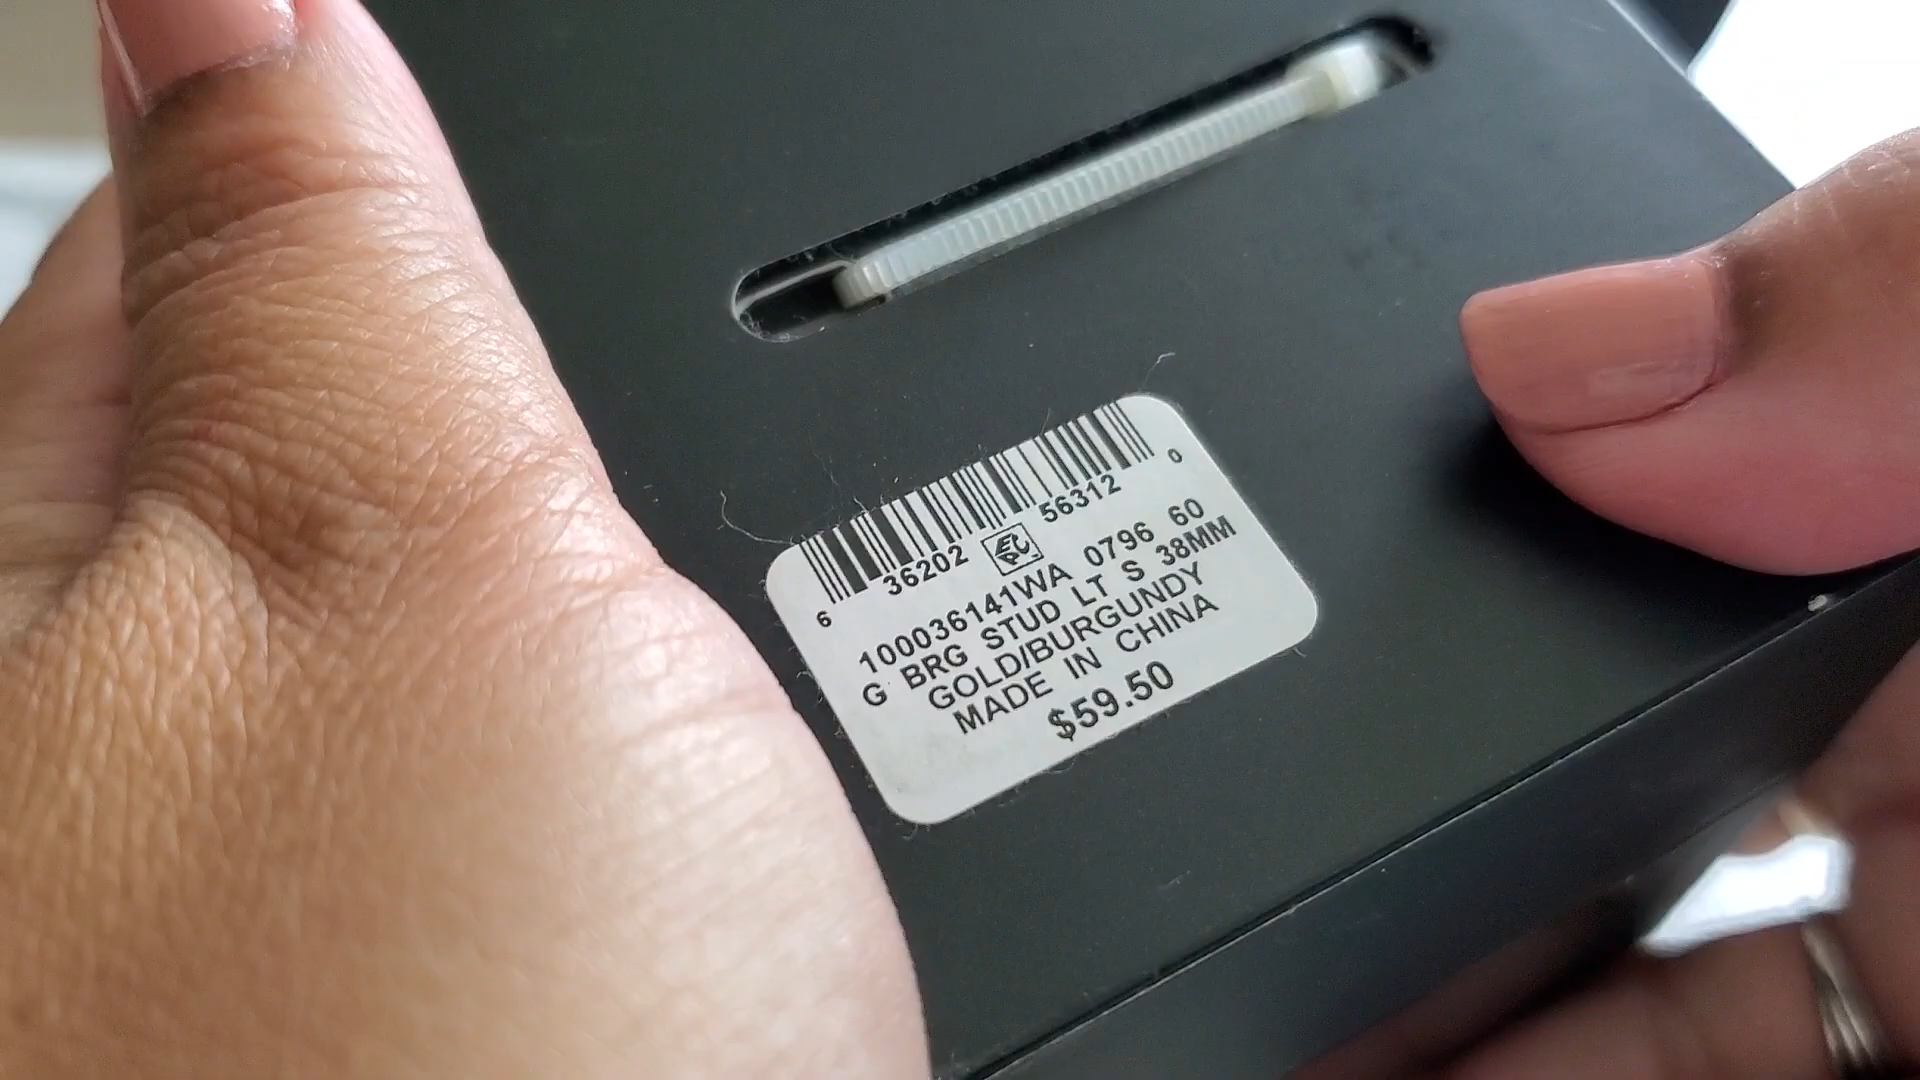 6 36202 56312 0
100036141WA 0796 60
G BRG STUD LT S 38MM
GOLD/BURGUNDY
MADE IN CHINA
$59.50